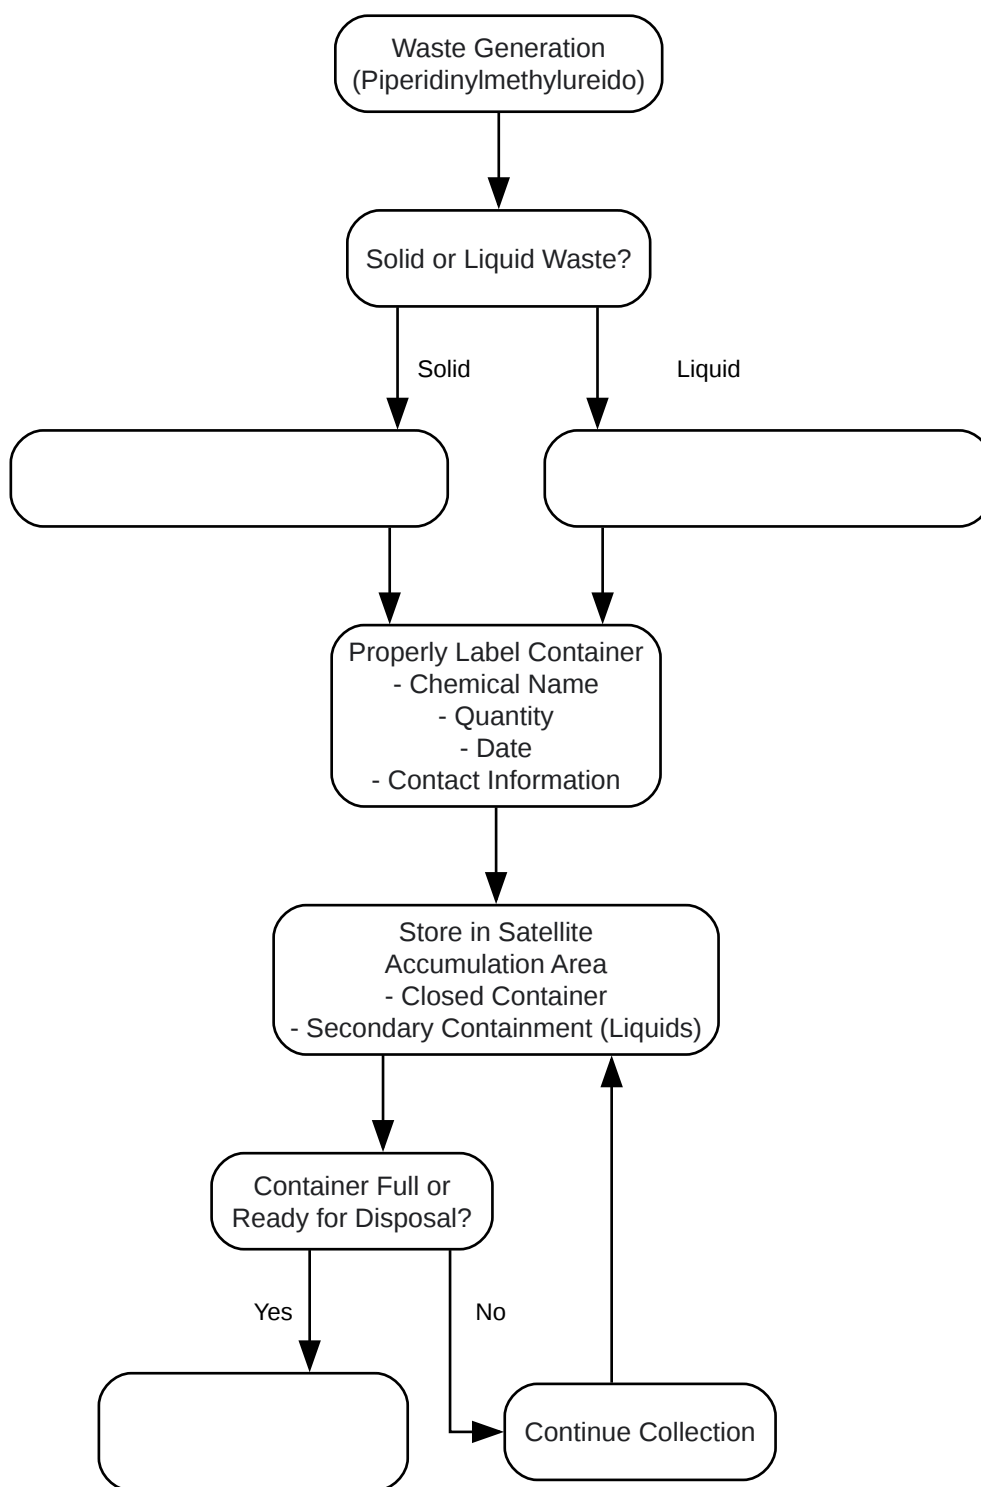 Waste Generation
(Piperidinylmethylureido)
Solid or Liquid Waste?
Solid
Liquid
Properly Label Container
- Chemical Name
- Quantity
- Date
- Contact Information
Store in Satellite
Accumulation Area
- Closed Container
- Secondary Containment (Liquids)
Container Full or
Ready for Disposal?
Yes
No
Continue Collection